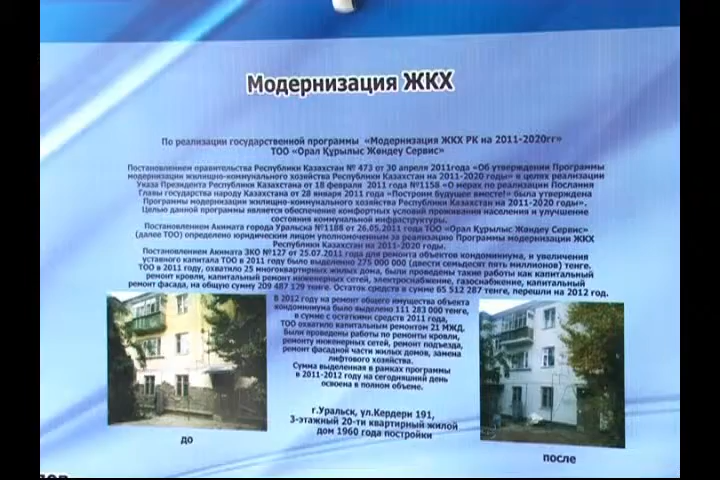 Модернизация ЖКХ
По реализации государственной программы «Модернизация ЖКХ РК на 2011-2020гг»
ТОО «Орал Құрылыс Жөндеу Сервис»
Постановлением правительства Республики Казахстан № 473 от 30 апреля 2011года «Об утверждении Программы
модернизации жилищно-коммунального хозяйства Республики Казахстан на 2011-2020 годы» в целях реализации
Указа Президента Республики Казахстана от 18 февраля 2011 года №1158 «О мерах по реализации Послания
Главы государства народу Казахстана от 28 января 2011 года «Построим будущее вместе!» была утверждена
Программы модернизации жилищно-коммунального хозяйства Республики Казахстан на 2011-2020 годы».
Целью данной программы является обеспечение комфортных условий проживания населения и улучшение
состояния коммунальной инфраструктуры.
Постановлением Акимата города Уральска №1188 от 26.05.2011 года ТОО «Орал Құрылыс Жөндеу Сервис»
(далее ТОО) определено юридическим лицом уполномоченным за реализацию Программы модернизации ЖКХ
Республики Казахстан на 2011-2020 годы.
Постановлением Акимата ЗКО №127 от 25.07.2011 года для ремонта объектов кондоминиума, и увеличения
уставного капитала ТОО в 2011 году было выделенно 275 000 000 (двести семьдесят пять миллионов) тенге.
ТОО в 2011 году, охватило 25 многоквартирных жилых дома, были проведены такие работы как капитальный
ремонт кровли, капитальный ремонт инженерных сетей, электроснабжение, газоснабжение, капитальный
ремонт фасада, на общую сумму 209 487 129 тенге. Остаток средств в сумме 65 512 287 тенге, перешли на 2012 год.
В 2012 году на ремонт общего имущества объекта
кондоминиума было выделено 111 283 000 тенге,
в сумме с остатками средств 2011 года,
ТОО охватило капитальным ремонтом 21 МЖД.
Были проведены работы по ремонты кровли,
ремонту инженерных сетей, ремонт подъезда,
ремонт фасадной части жилых домов, замена
лифтового хозяйства.
Сумма выделенная в рамках программы
в 2011-2012 году на сегодняшний день
освоена в полном объеме.
г.Уральск, ул.Кердери 191,
3-этажный 20-ти квартирный жилой
дом 1960 года постройки
до
после